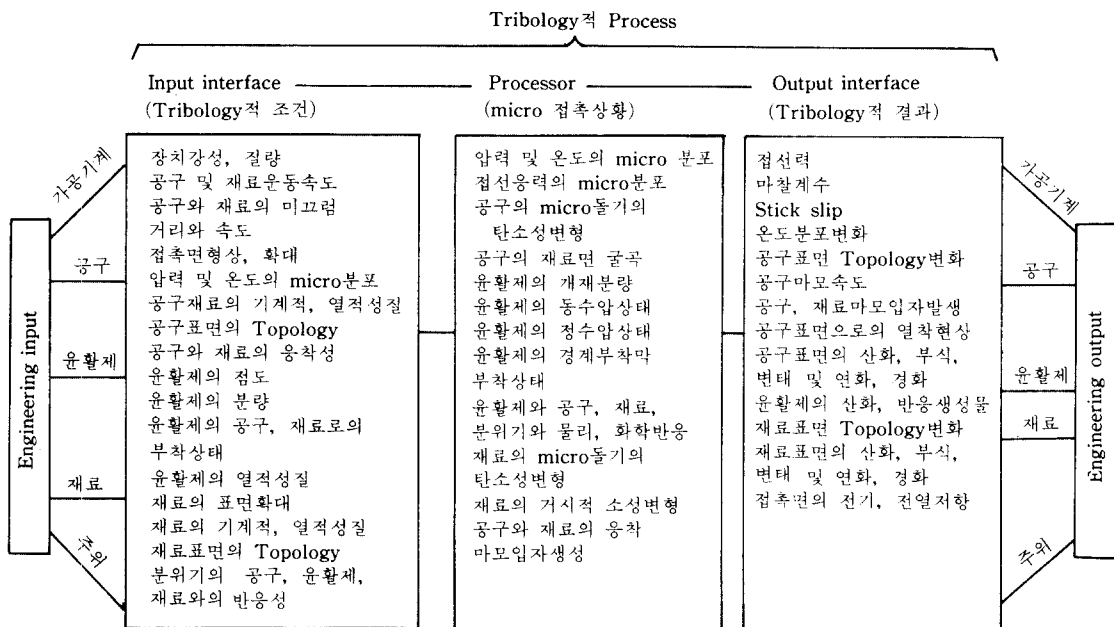 Tribology적 Process
Input interface
(Tribology적 조건)
Processor
(micro 접촉상황)
Output interface
(Tribology적 결과)
Engineering input
가공기계
공구
윤활제
재료
주위
장치강성, 질량
공구 및 재료운동속도
공구와 재료의 미끄럼
거리와 속도
접촉면형상, 확대
압력 및 온도의 micro분포
공구재료의 기계적, 열적성질
공구표면의 Topology
공구와 재료의 응착성
윤활제의 점도
윤활제의 분량
윤활제의 공구, 재료로의
부착상태
윤활제의 열적성질
재료의 표면확대
재료의 기계적, 열적성질
재료표면의 Topology
분위기의 공구, 윤활제,
재료와의 반응성
압력 및 온도의 micro 분포
접선응력의 micro분포
공구의 micro돌기의
탄소성변형
공구의 재료면 굴곡
윤활제의 개재분량
윤활제의 동수압상태
윤활제의 정수압상태
윤활제의 경계부착막
부착상태
윤활제와 공구, 재료,
분위기와 물리, 화학반응
재료의 micro돌기의
탄소성변형
재료의 거시적 소성변형
공구와 재료의 응착
마모입자생성
접선력
마찰계수
Stick slip
온도분포변화
공구표면 Topology변화
공구마모속도
공구, 재료마모입자발생
공구표면으로의 열착현상
공구표면의 산화, 부식,
변태 및 연화, 경화
윤활제의 산화, 반응생성물
재료표면 Topology변화
재료표면의 산화, 부식,
변태 및 연화, 경화
접촉면의 전기, 전열저항
가공기계
공구
윤활제
재료
주위
Engineering output